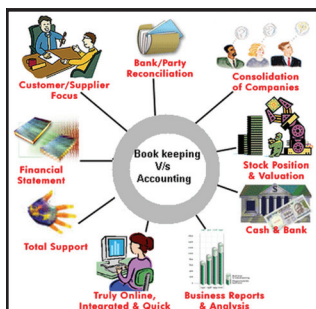 Bank/Party
Reconciliation
Customer/Supplier
Focus
Consolidation
of Companies
Book keeping
V/s
Accounting
Financial
Statement
Stock Position
& Valuation
Cash & Bank
Total Support
Truly Online,
Integrated & Quick
Business Reports
& Analysis